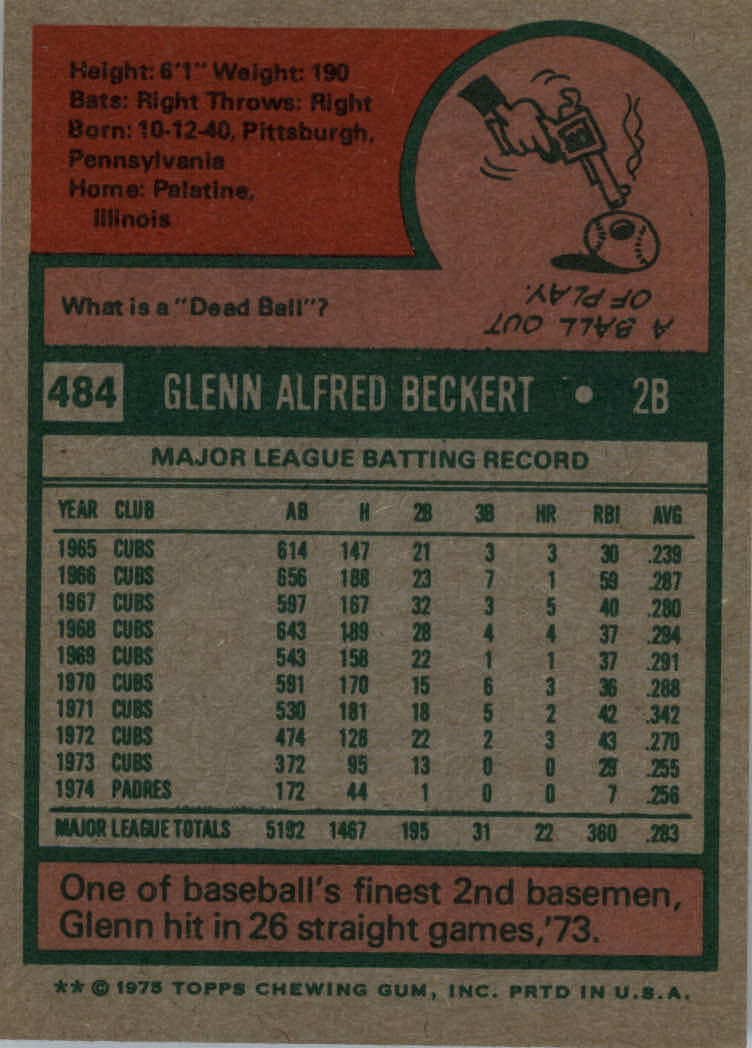 Height: 6'1" Weight: 190
Bats: Right Throws: Right
Born: 10-12-40, Pittsburgh,
Pennsylvania
Home: Palatine,
Illinois
What is a "Dead Ball"?
A BALL OUT
OF PLAY.
484 GLENN ALFRED BECKERT • 2B
MAJOR LEAGUE BATTING RECORD
YEAR CLUB AB H 2B 3B HR RBI AVG
1965 CUBS 614 147 21 3 3 30 .239
1966 CUBS 656 188 23 7 1 59 .287
1967 CUBS 597 167 32 3 5 40 .280
1968 CUBS 643 189 28 4 4 37 .294
1969 CUBS 543 158 22 1 1 37 .291
1970 CUBS 591 170 15 6 3 36 .288
1971 CUBS 530 181 18 5 2 42 .342
1972 CUBS 474 128 22 2 3 43 .270
1973 CUBS 372 95 13 0 0 29 .255
1974 PADRES 172 44 1 0 0 7 .256
MAJOR LEAGUE TOTALS 5192 1467 195 31 22 360 .283
One of baseball's finest 2nd basemen,
Glenn hit in 26 straight games,'73.
** © 1975 TOPPS CHEWING GUM, INC. PRTD IN U.S.A.